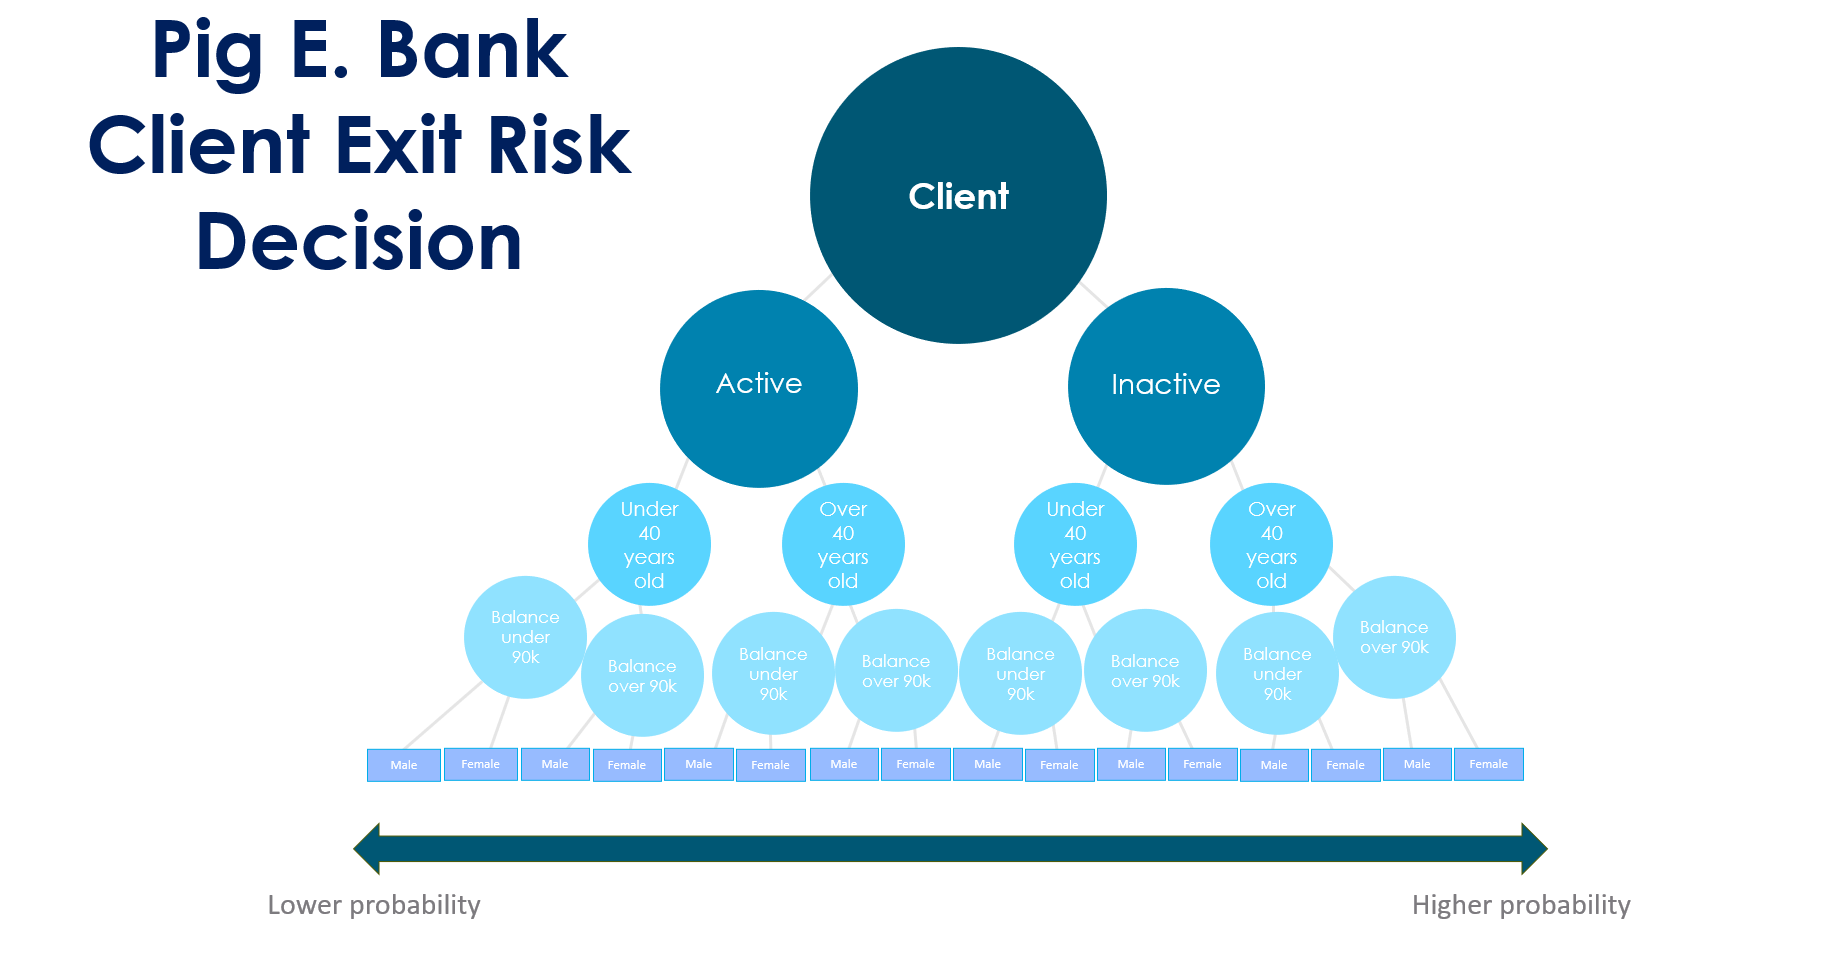 Pig E. Bank
Client Exit Risk
Decision
Client
Active
Inactive
Under
40
years
old
Over
40
years
old
Under
40
years
old
Over
40
years
old
Balance
under
90k
Balance
over 90k
Balance
under
90k
Balance
over 90k
Balance
under
90k
Balance
over 90k
Balance
under
90k
Balance
over 90k
Male
Female
Male
Female
Male
Female
Male
Female
Male
Female
Male
Female
Male
Female
Male
Female
Lower probability
Higher probability